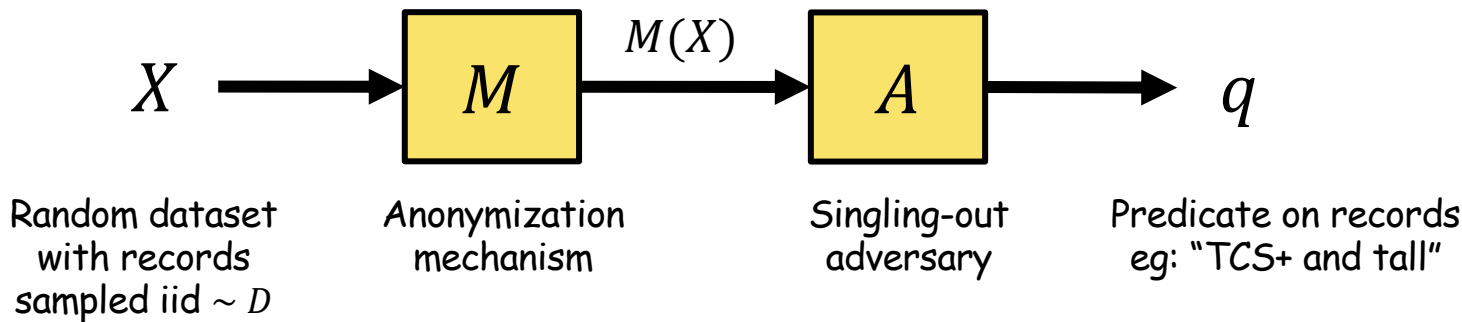 M(X)
X
M
A
q
Random dataset
with records
sampled iid ~ D
Anonymization
mechanism
Singling-out
adversary
Predicate on records
eg: “TCS+ and tall”